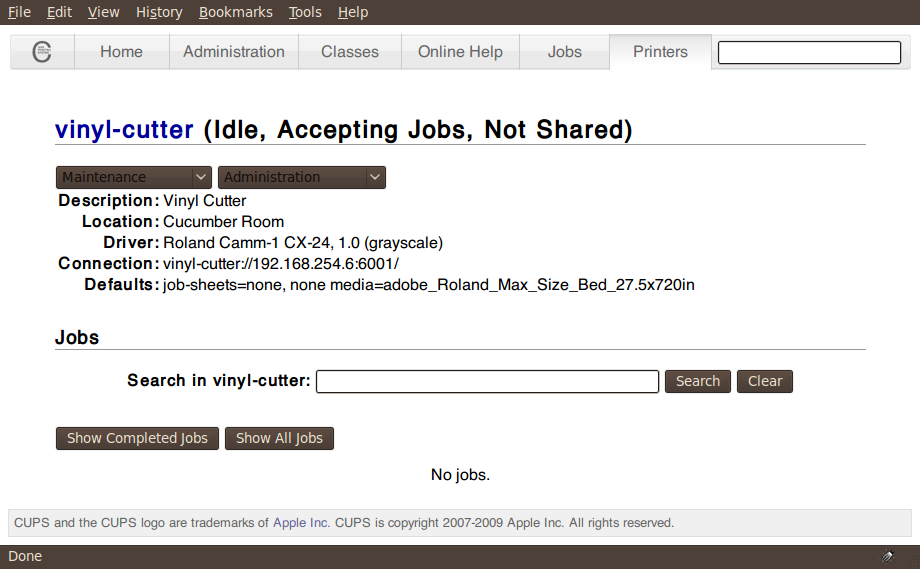 File Edit View History Bookmarks Tools Help
Home Administration Classes Online Help Jobs Printers
vinyl-cutter (Idle, Accepting Jobs, Not Shared)
Maintenance Administration
Description: Vinyl Cutter
Location: Cucumber Room
Driver: Roland Camm-1 CX-24, 1.0 (grayscale)
Connection: vinyl-cutter://192.168.254.6:6001/
Defaults: job-sheets=none, none media=adobe_Roland_Max_Size_Bed_27.5x720in
Jobs
Search in vinyl-cutter: Search Clear
Show Completed Jobs Show All Jobs
No jobs.
CUPS and the CUPS logo are trademarks of Apple Inc. CUPS is copyright 2007-2009 Apple Inc. All rights reserved.
Done